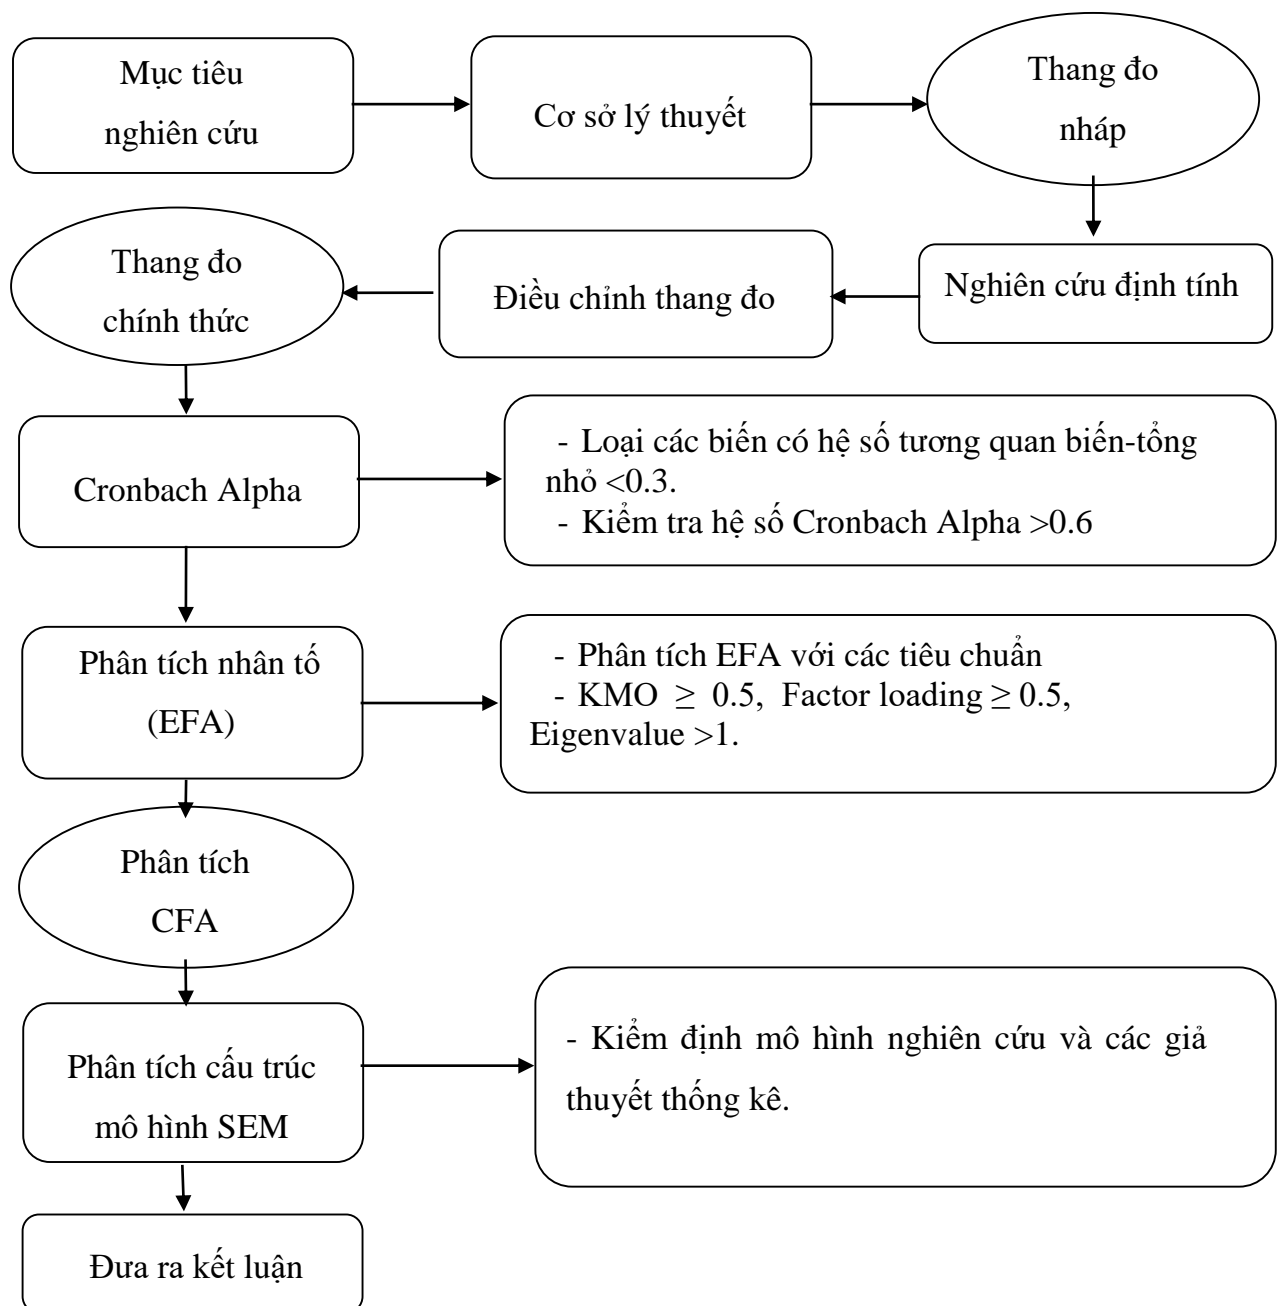 Mục tiêu
nghiên cứu
Cơ sở lý thuyết
Thang đo
nháp
Thang đo
chính thức
Điều chỉnh thang đo
Nghiên cứu định tính
Cronbach Alpha
- Loại các biến có hệ số tương quan biến-tổng
nhỏ <0.3.
- Kiểm tra hệ số Cronbach Alpha >0.6
Phân tích nhân tố
(EFA)
- Phân tích EFA với các tiêu chuẩn
- KMO ≥ 0.5, Factor loading ≥ 0.5,
Eigenvalue >1.
Phân tích
CFA
Phân tích cấu trúc
mô hình SEM
- Kiểm định mô hình nghiên cứu và các giả
thuyết thống kê.
Đưa ra kết luận